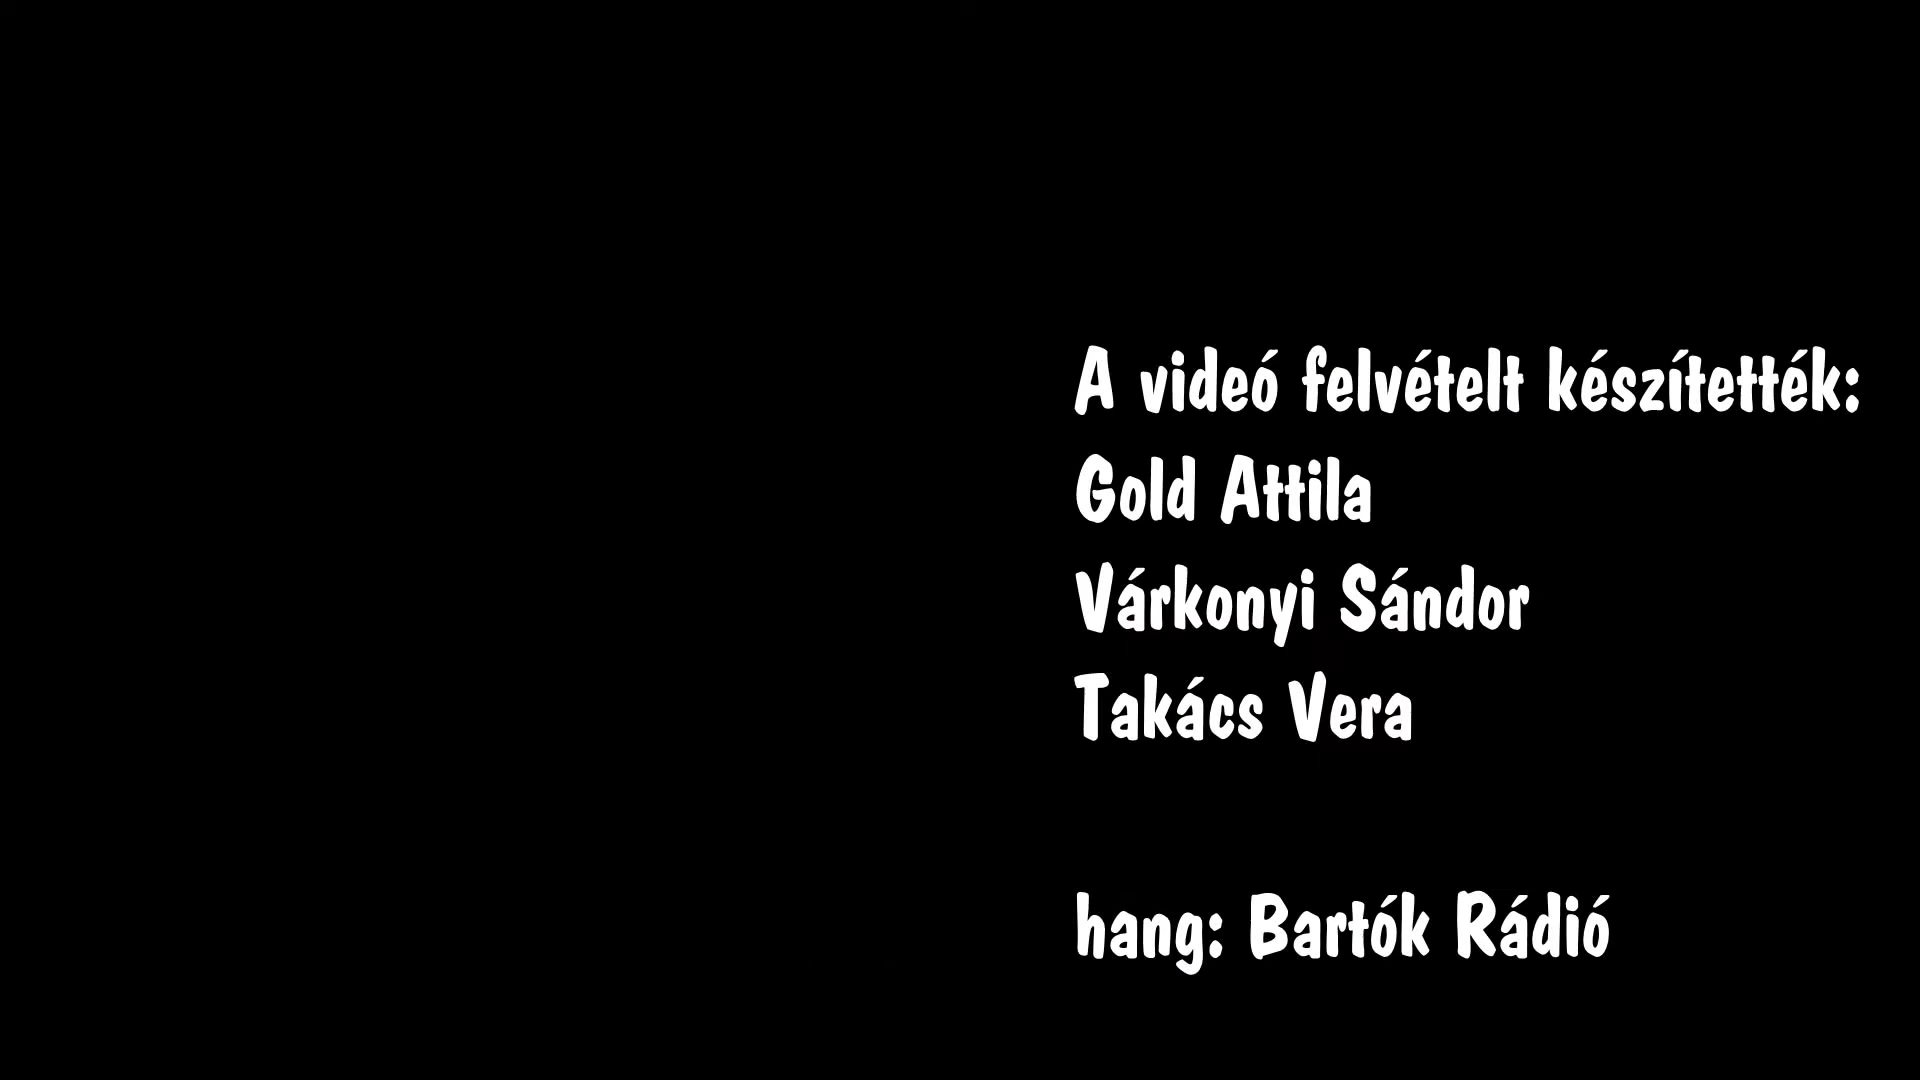 A videó felvételt készítették:
Gold Attila
Várkonyi Sándor
Takács Vera
hang: Bartók Rádió